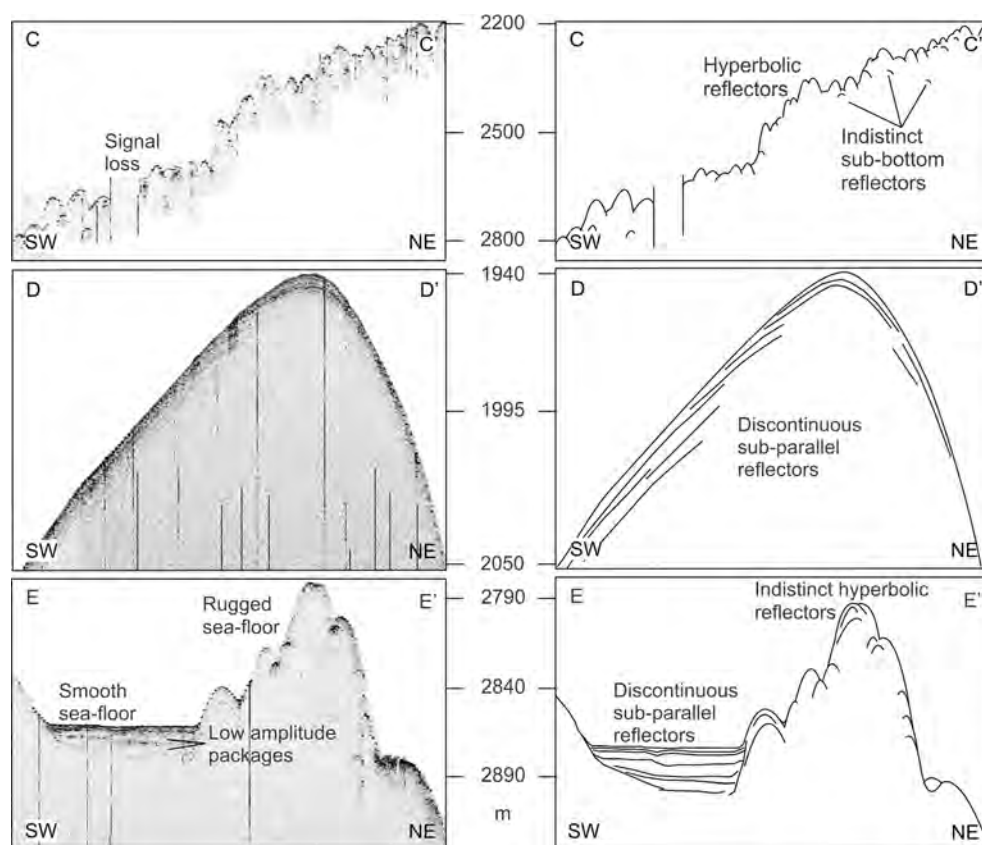 C
C'
Signal
loss
SW
NE
2200
2500
2800
C
C'
Hyperbolic
reflectors
Indistinct
sub-bottom
reflectors
SW
NE
D
D'
SW
NE
1940
1995
2050
D
D'
Discontinuous
sub-parallel
reflectors
SW
NE
E
E'
Rugged
sea-floor
Smooth
sea-floor
Low amplitude
packages
SW
NE
2790
2840
2890
m
E
E'
Indistinct hyperbolic
reflectors
Discontinuous
sub-parallel
reflectors
SW
NE